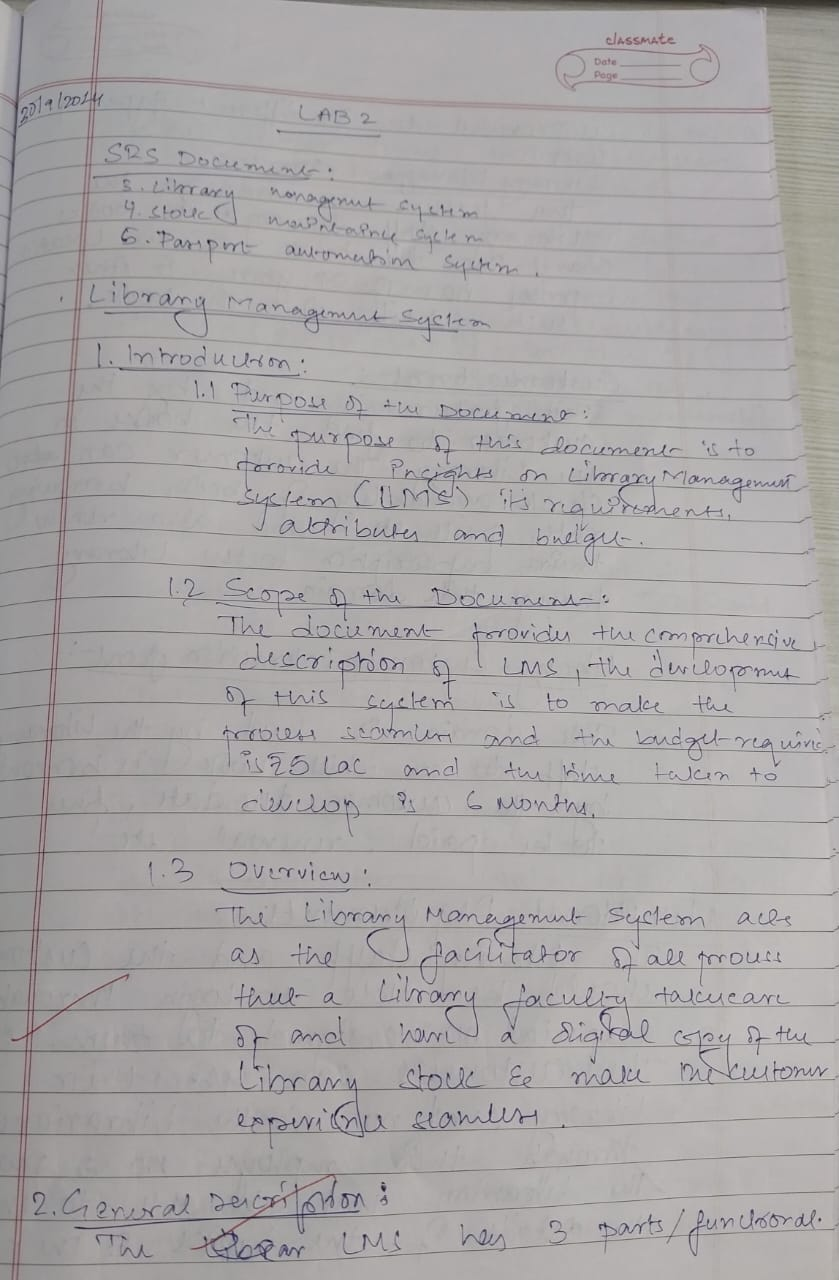 classmate
Date
Page
20/9/2024
LAB 2
SRS Document:
3. Library management system
4. Stock maintaince system
5. Passport automation system.
Library Management System
1. Introduction:
1.1 Purpose of the Document:
The purpose of this document is to
provide insights on Library Management
System (LMS) it's requirements,
attributes and budget.
1.2 Scope of the Document:
The document provides the comprehensive
description of LMS, the development
of this system is to make the
process seamless and the budget require
is ₹5 Lac and the time taken to
develop is 6 Months.
1.3 Overview:
The Library Management System acts
as the facilitator of all process
that a Library faculty takes care
of and have a digital copy of the
Library stock & make the customer
experience seamless.
2. General Description:
The LMS has 3 parts/functional.